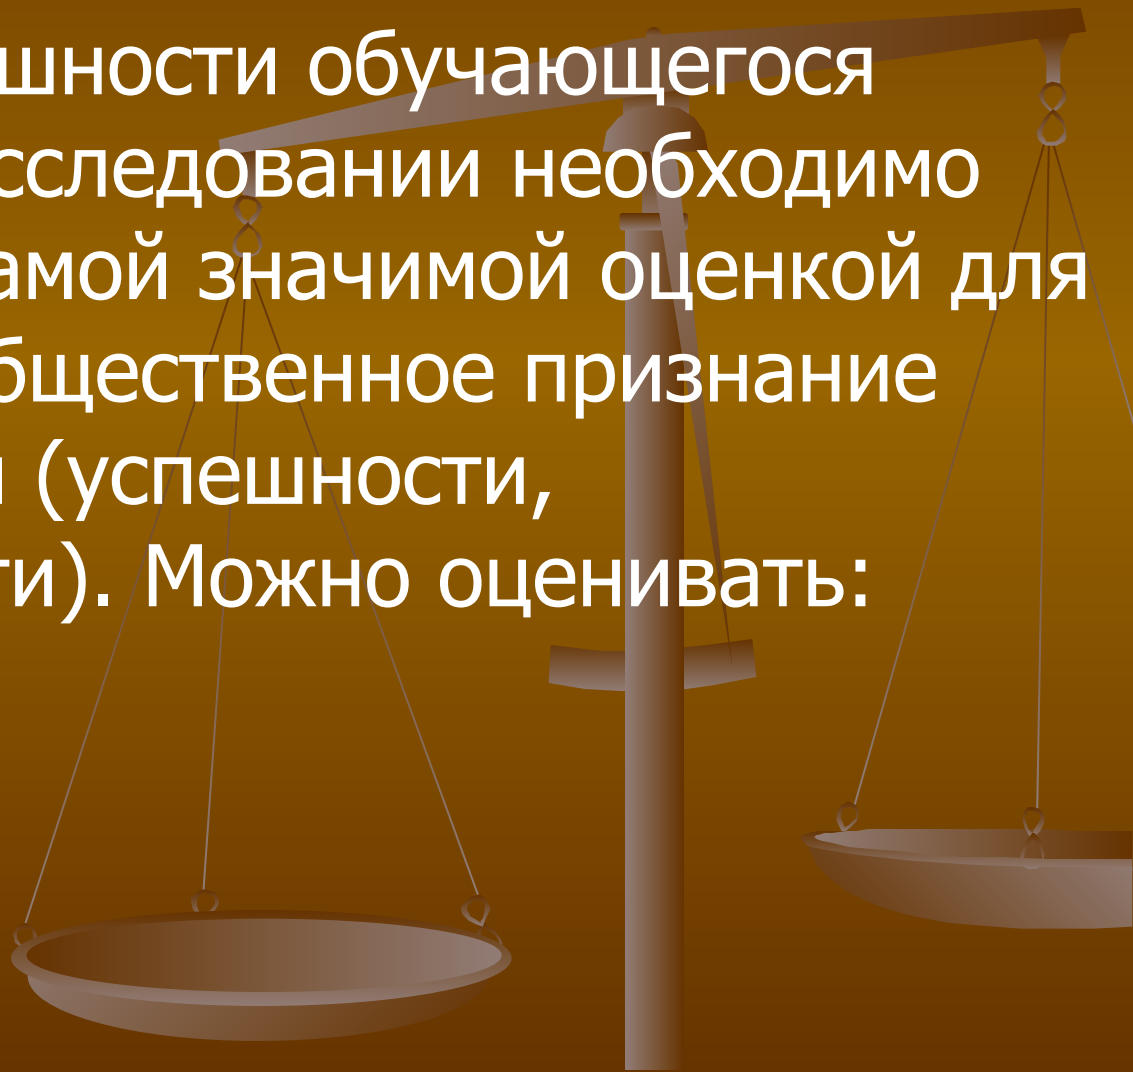 шности обучающегося
сследовании необходимо
амой значимой оценкой для
бщественное признание
(успешности,
ти). Можно оценивать: